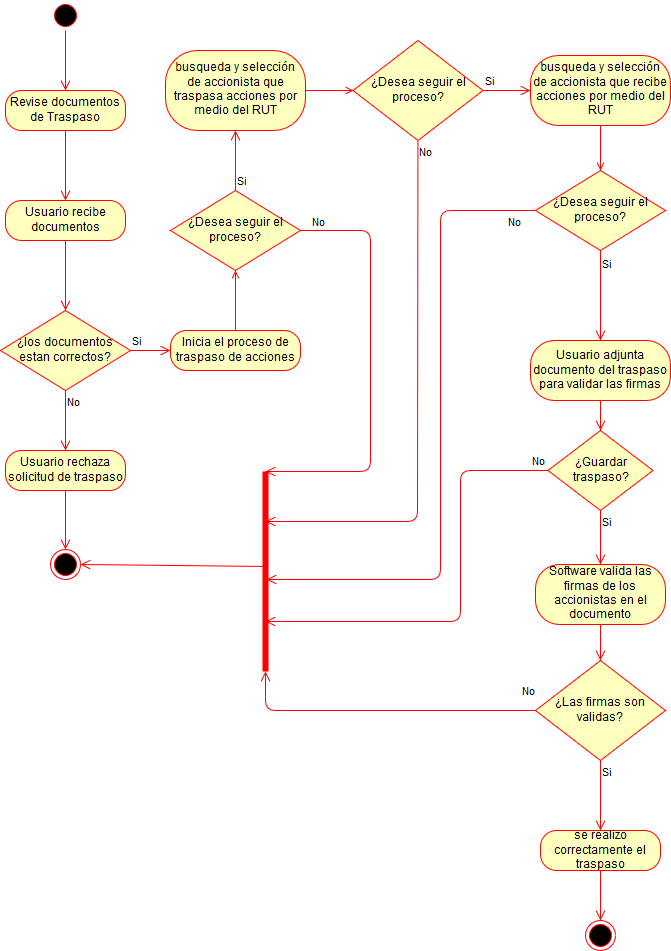 Revise documentos
de Traspaso
Usuario recibe
documentos
¿los documentos
estan correctos?
Si
No
Usuario rechaza
solicitud de traspaso
Inicia el proceso de
traspaso de acciones
¿Desea seguir el
proceso?
Si
No
busqueda y selección
de accionista que
traspasa acciones por
medio del RUT
¿Desea seguir el
proceso?
Si
No
busqueda y selección
de accionista que recibe
acciones por medio del
RUT
¿Desea seguir el
proceso?
No
Si
Usuario adjunta
documento del traspaso
para validar las firmas
¿Guardar
traspaso?
No
Si
Software valida las
firmas de los
accionistas en el
documento
¿Las firmas son
validas?
No
Si
se realizo
correctamente el
traspaso